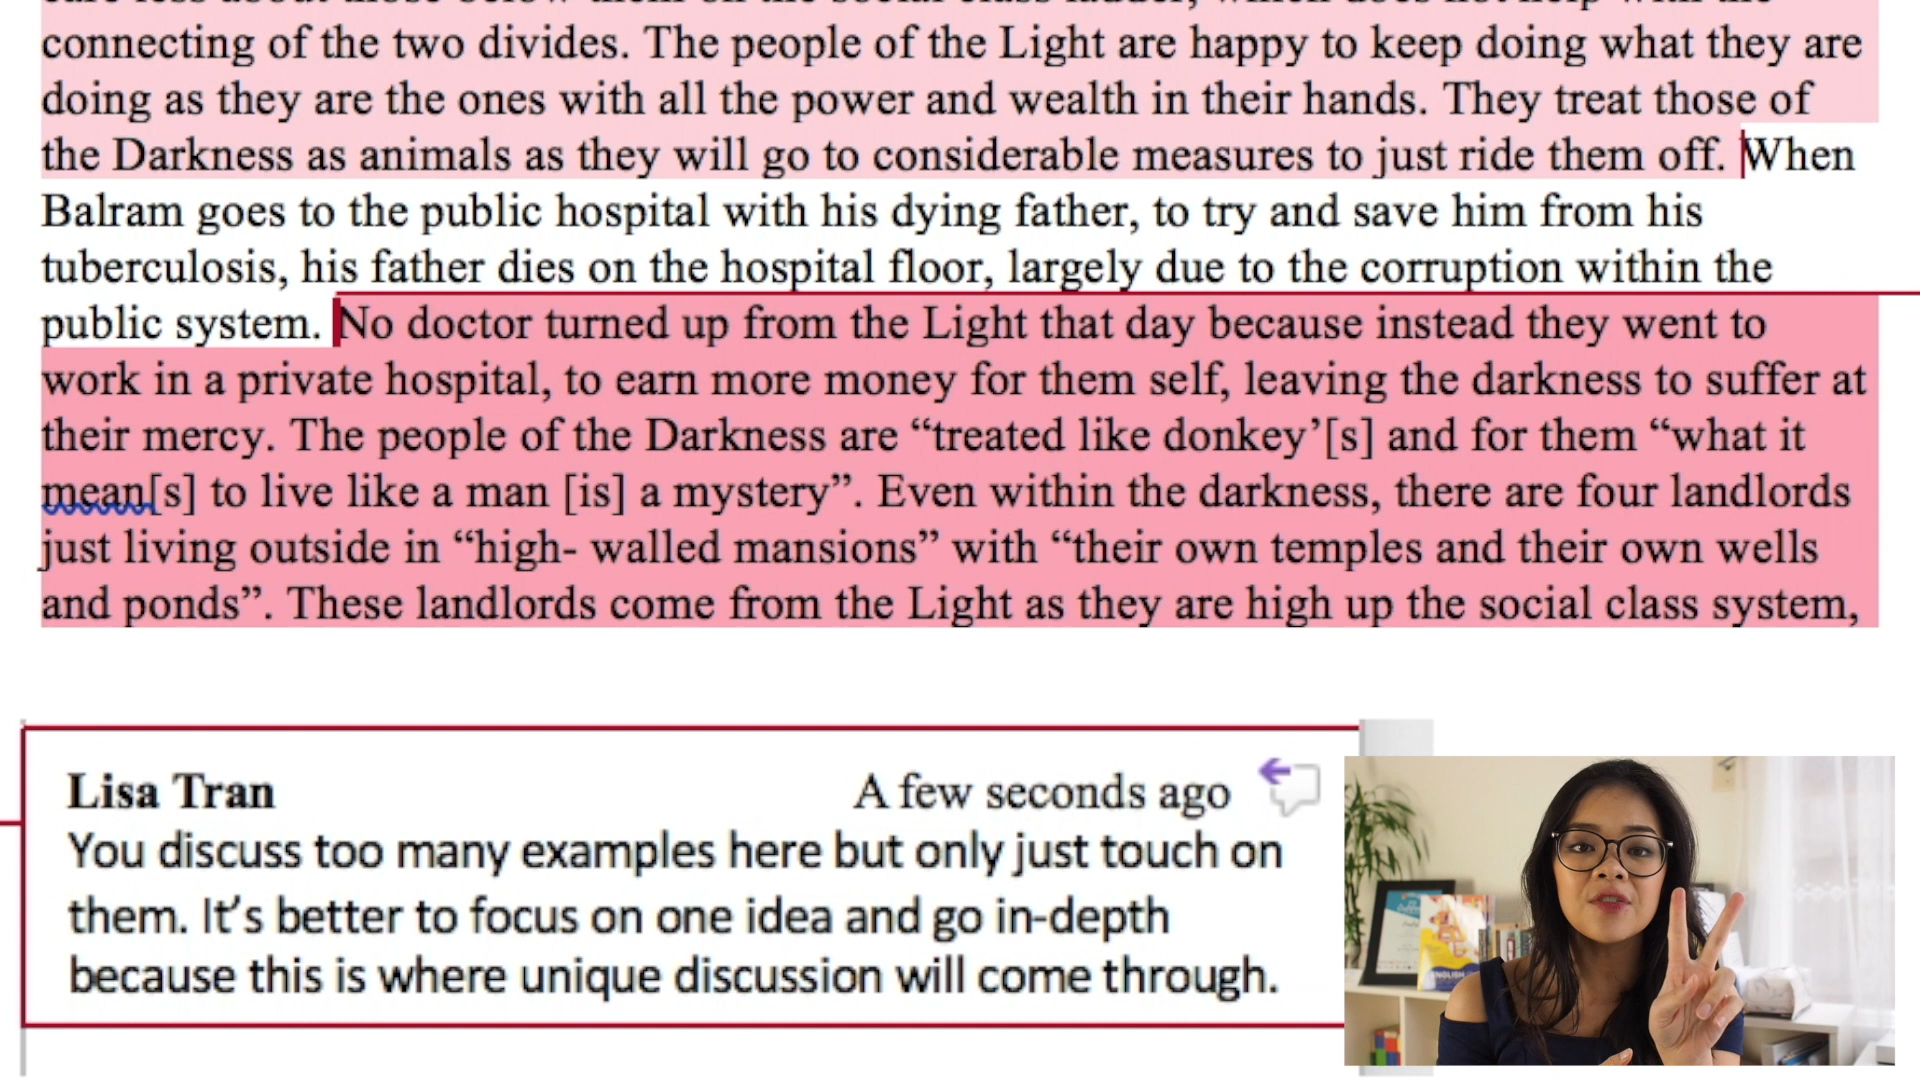 connecting of the two divides. The people of the Light are happy to keep doing what they are
doing as they are the ones with all the power and wealth in their hands. They treat those of
the Darkness as animals as they will go to considerable measures to just ride them off. When
Balram goes to the public hospital with his dying father, to try and save him from his
tuberculosis, his father dies on the hospital floor, largely due to the corruption within the
public system. No doctor turned up from the Light that day because instead they went to
work in a private hospital, to earn more money for them self, leaving the darkness to suffer at
their mercy. The people of the Darkness are “treated like donkey’[s] and for them “what it
mean[s] to live like a man [is] a mystery”. Even within the darkness, there are four landlords
just living outside in “high- walled mansions” with “their own temples and their own wells
and ponds”. These landlords come from the Light as they are high up the social class system,
Lisa Tran A few seconds ago
You discuss too many examples here but only just touch on
them. It’s better to focus on one idea and go in-depth
because this is where unique discussion will come through.
ENGLISH